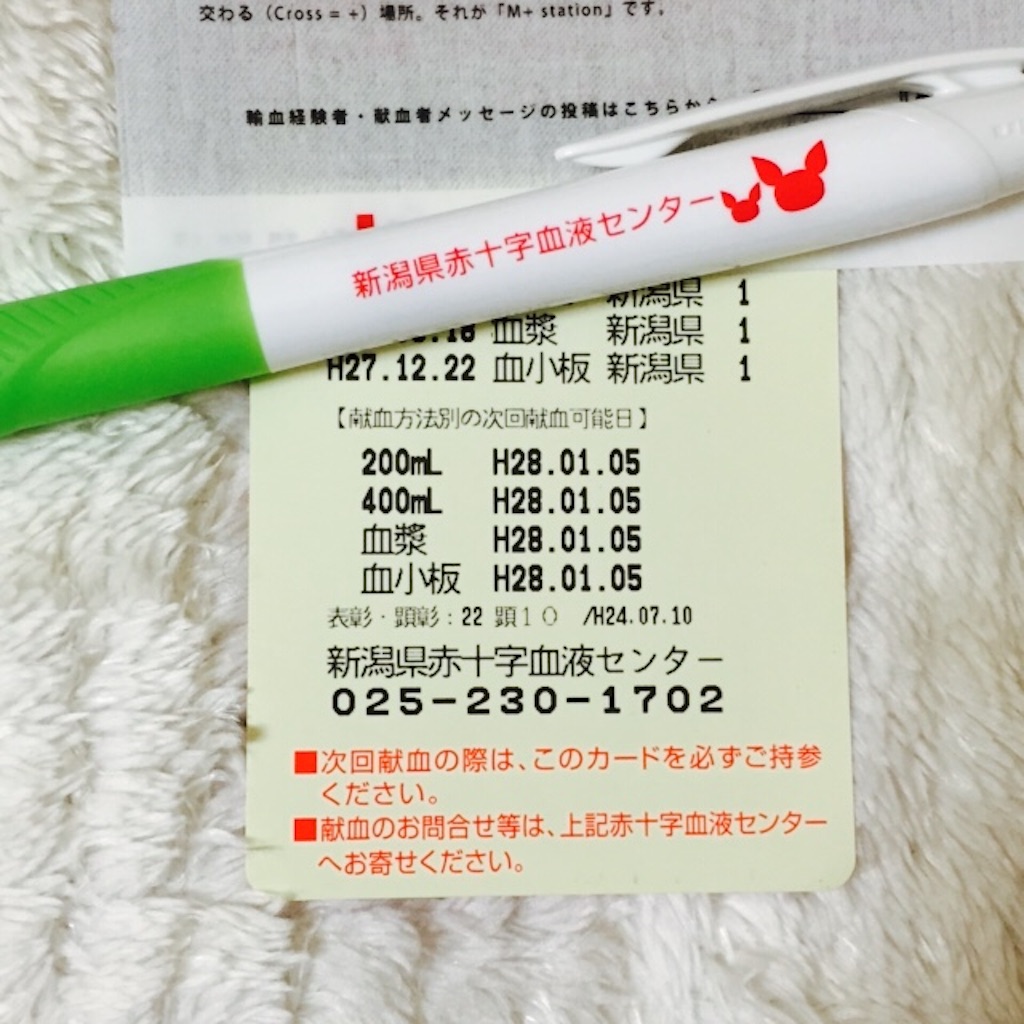 交わる（Cross = +）場所。それが「M+ station」です。
輸血経験者・献血者メッセージの投稿はこちらから
新潟県赤十字血液センター
新潟県 1
.18 血漿 新潟県 1
H27.12.22 血小板 新潟県 1
【献血方法別の次回献血可能日】
200mL H28.01.05
400mL H28.01.05
血漿 H28.01.05
血小板 H28.01.05
表彰・顕彰：22 顕１０ /H24.07.10
新潟県赤十字血液センター
025-230-1702
■次回献血の際は、このカードを必ずご持参
ください。
■献血のお問合せ等は、上記赤十字血液センター
へお寄せください。